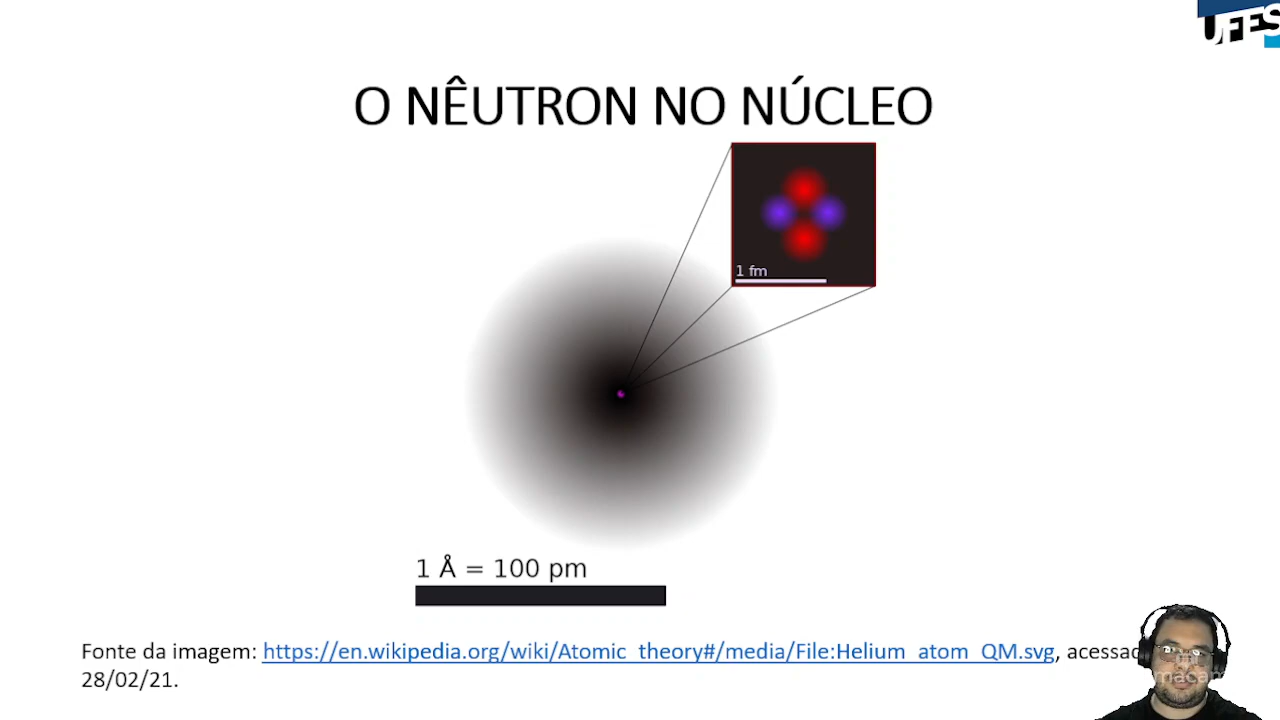 UFES
O NÊUTRON NO NÚCLEO
1 fm
1 Å = 100 pm
Fonte da imagem: https://en.wikipedia.org/wiki/Atomic_theory#/media/File:Helium_atom_QM.svg,
28/02/21.